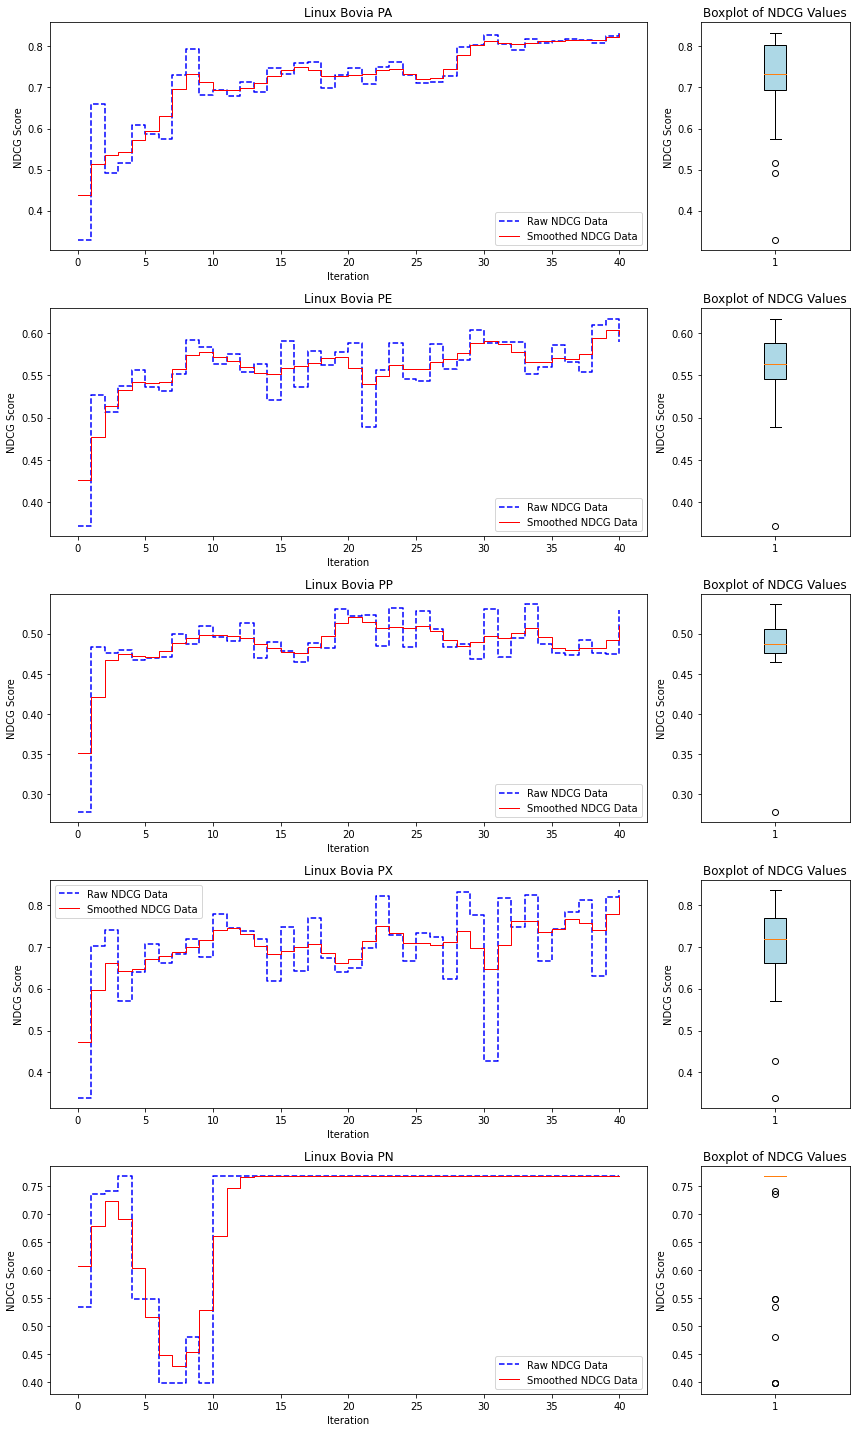 Linux Bovia PA
Boxplot of NDCG Values
NDCG Score
0.8
0.7
0.6
0.5
0.4
0 5 10 15 20 25 30 35 40
Iteration
Raw NDCG Data
Smoothed NDCG Data
NDCG Score
0.8
0.7
0.6
0.5
0.4
1
Linux Bovia PE
Boxplot of NDCG Values
NDCG Score
0.60
0.55
0.50
0.45
0.40
0 5 10 15 20 25 30 35 40
Iteration
Raw NDCG Data
Smoothed NDCG Data
NDCG Score
0.60
0.55
0.50
0.45
0.40
1
Linux Bovia PP
Boxplot of NDCG Values
NDCG Score
0.50
0.45
0.40
0.35
0.30
0 5 10 15 20 25 30 35 40
Iteration
Raw NDCG Data
Smoothed NDCG Data
NDCG Score
0.50
0.45
0.40
0.35
0.30
1
Linux Bovia PX
Boxplot of NDCG Values
NDCG Score
0.8
0.7
0.6
0.5
0.4
0 5 10 15 20 25 30 35 40
Iteration
Raw NDCG Data
Smoothed NDCG Data
NDCG Score
0.8
0.7
0.6
0.5
0.4
1
Linux Bovia PN
Boxplot of NDCG Values
NDCG Score
0.75
0.70
0.65
0.60
0.55
0.50
0.45
0.40
0 5 10 15 20 25 30 35 40
Iteration
Raw NDCG Data
Smoothed NDCG Data
NDCG Score
0.75
0.70
0.65
0.60
0.55
0.50
0.45
0.40
1